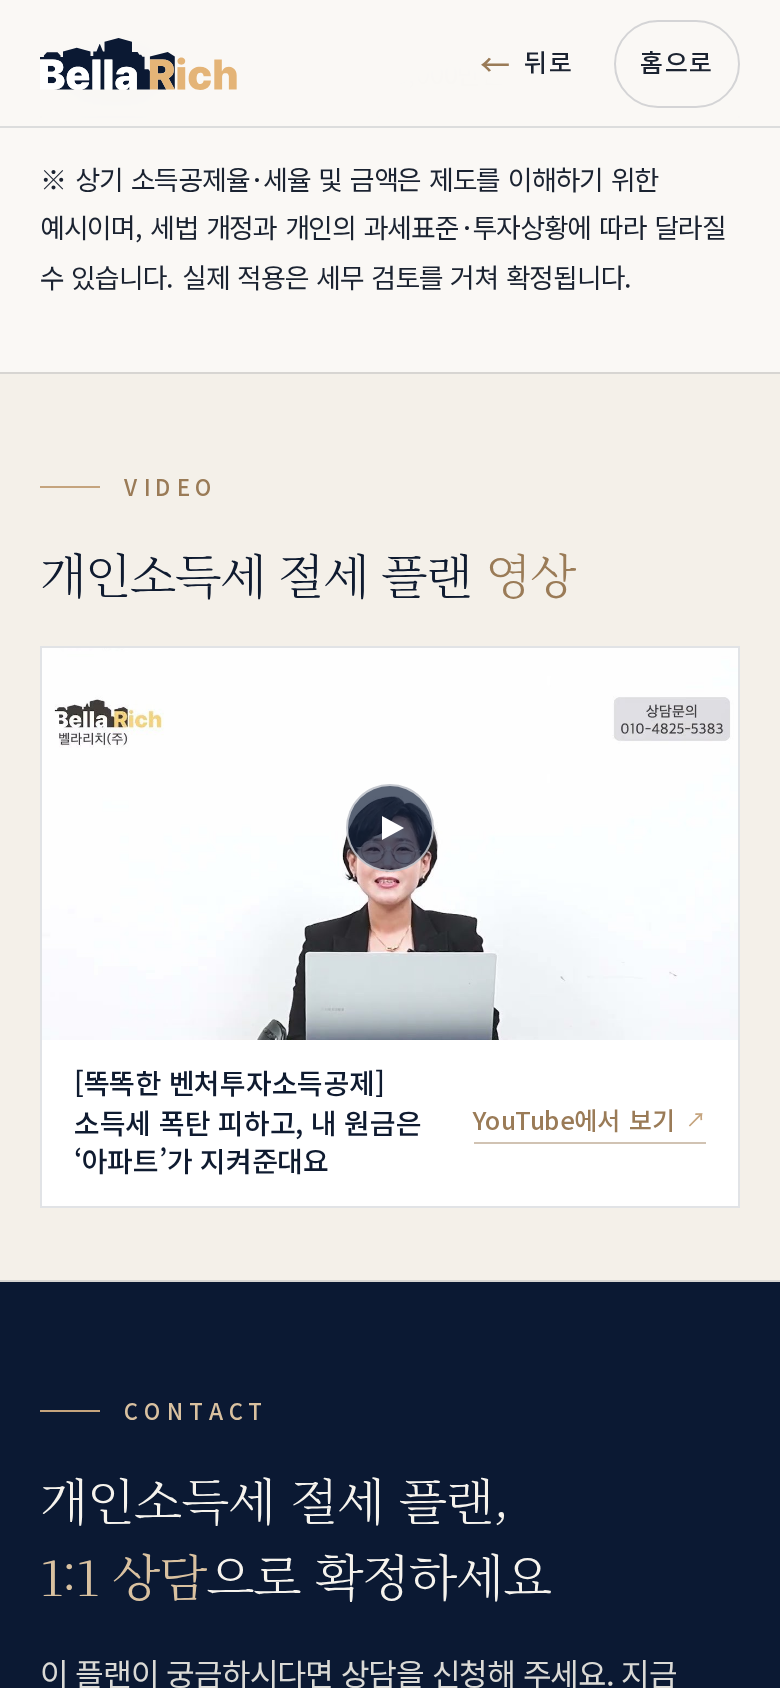 Bella Rich
← 뒤로
홈으로
※ 상기 소득공제율·세율 및 금액은 제도를 이해하기 위한
예시이며, 세법 개정과 개인의 과세표준·투자상황에 따라 달라질
수 있습니다. 실제 적용은 세무 검토를 거쳐 확정됩니다.
VIDEO
개인소득세 절세 플랜 영상
Bella Rich
벨라리치(주)
상담문의
010-4825-5383
[똑똑한 벤처투자소득공제]
소득세 폭탄 피하고, 내 원금은
‘아파트’가 지켜준대요
YouTube에서 보기 ↗
CONTACT
개인소득세 절세 플랜,
1:1 상담으로 확정하세요
이 플랜이 궁금하시다면 상담을 신청해 주세요. 지금